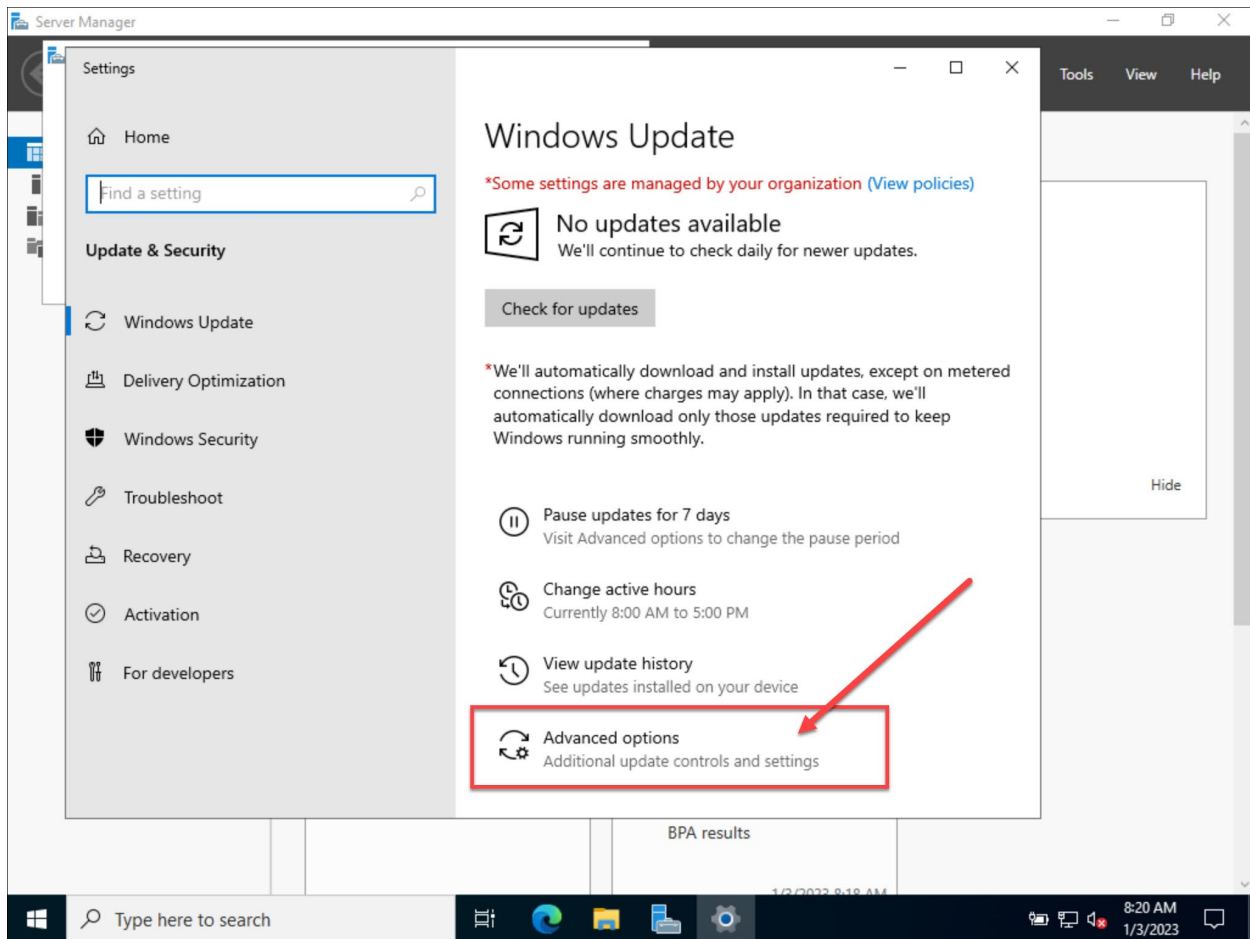 Server Manager
Settings
Tools
View
Help
Home
Find a setting
Update & Security
Windows Update
Delivery Optimization
Windows Security
Troubleshoot
Recovery
Activation
For developers
Windows Update
*Some settings are managed by your organization (View policies)
No updates available
We'll continue to check daily for newer updates.
Check for updates
*We'll automatically download and install updates, except on metered
connections (where charges may apply). In that case, we'll
automatically download only those updates required to keep
Windows running smoothly.
Pause updates for 7 days
Visit Advanced options to change the pause period
Change active hours
Currently 8:00 AM to 5:00 PM
View update history
See updates installed on your device
Advanced options
Additional update controls and settings
Hide
BPA results
1/3/2023 8:18 AM
Type here to search
8:20 AM
1/3/2023